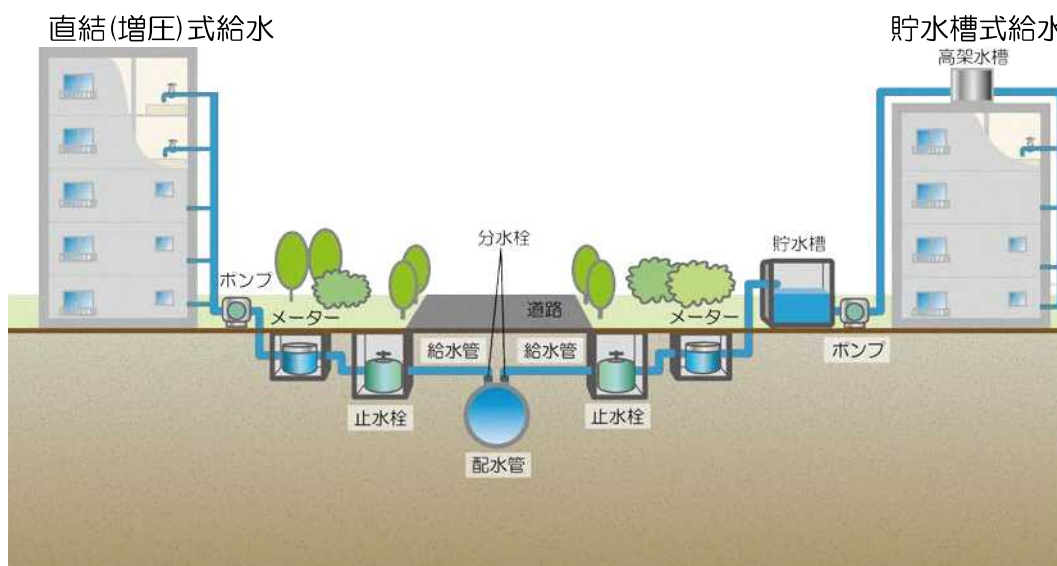 直結(増圧)式給水
貯水槽式給水
高架水槽
分水栓
貯水槽
ポンプ
メーター
道路
メーター
給水管
給水管
ポンプ
止水栓
止水栓
配水管